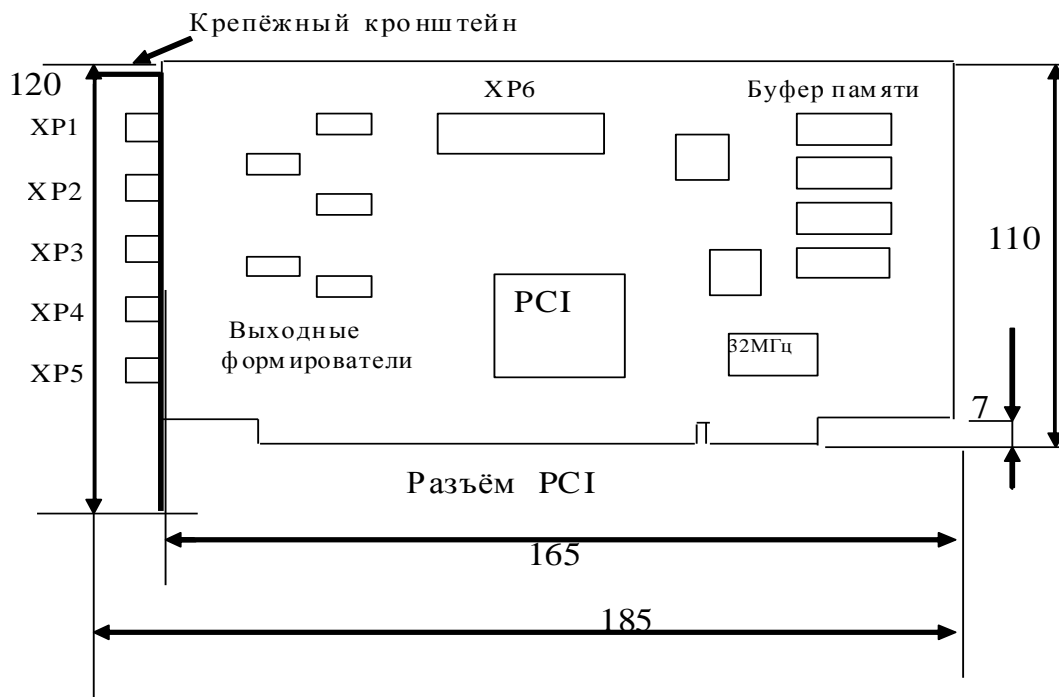 Крепёжный кронштейн
120
XP6
Буфер памяти
XP1
XP2
XP3
XP4
XP5
110
PCI
Выходные
формирователи
32МГц
7
Разъём PCI
165
185